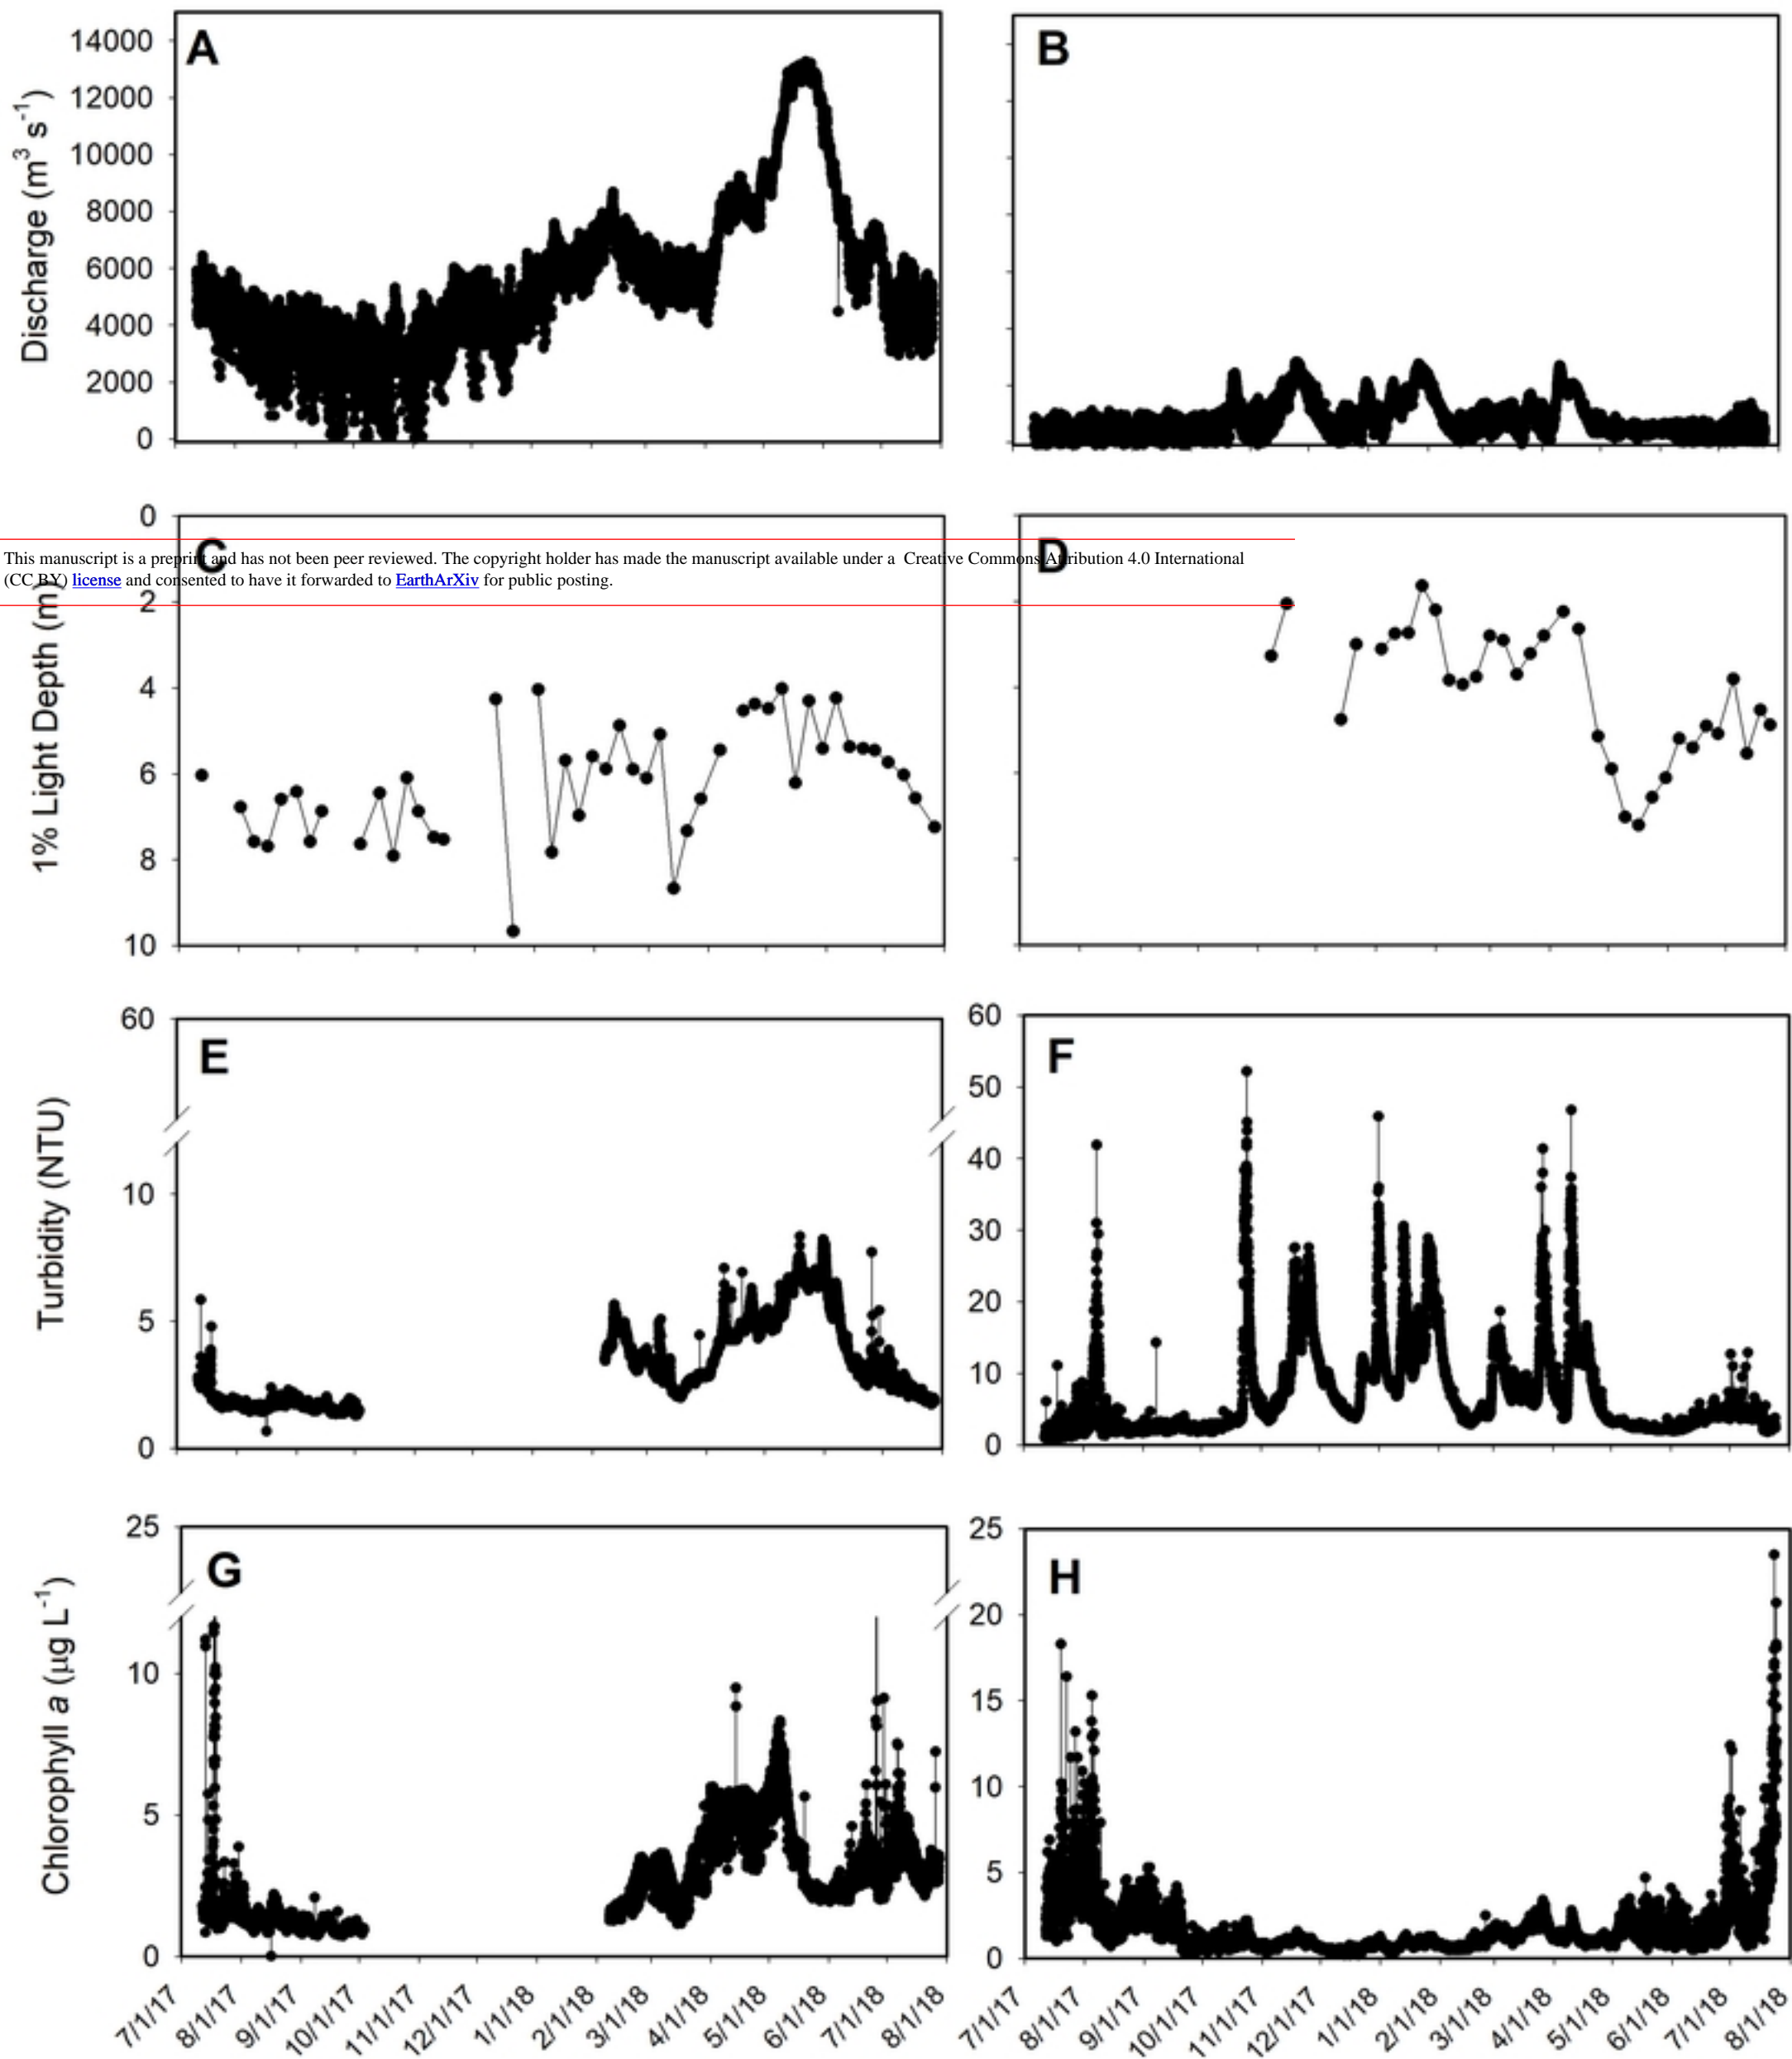 A
B
Discharge (m³ s⁻¹)
14000
12000
10000
8000
6000
4000
2000
0
This manuscript is a preprint and has not been peer reviewed. The copyright holder has made the manuscript available under a Creative Commons Attribution 4.0 International
(CC BY) license and consented to have it forwarded to EarthArXiv for public posting.
C
D
1% Light Depth (m)
0
2
4
6
8
10
E
Turbidity (NTU)
60
10
5
0
F
60
50
40
30
20
10
0
G
Chlorophyll a (µg L⁻¹)
25
10
5
0
H
25
20
15
10
5
0
7/1/17 8/1/17 9/1/17 10/1/17 11/1/17 12/1/17 1/1/18 2/1/18 3/1/18 4/1/18 5/1/18 6/1/18 7/1/18 8/1/18
7/1/17 8/1/17 9/1/17 10/1/17 11/1/17 12/1/17 1/1/18 2/1/18 3/1/18 4/1/18 5/1/18 6/1/18 7/1/18 8/1/18